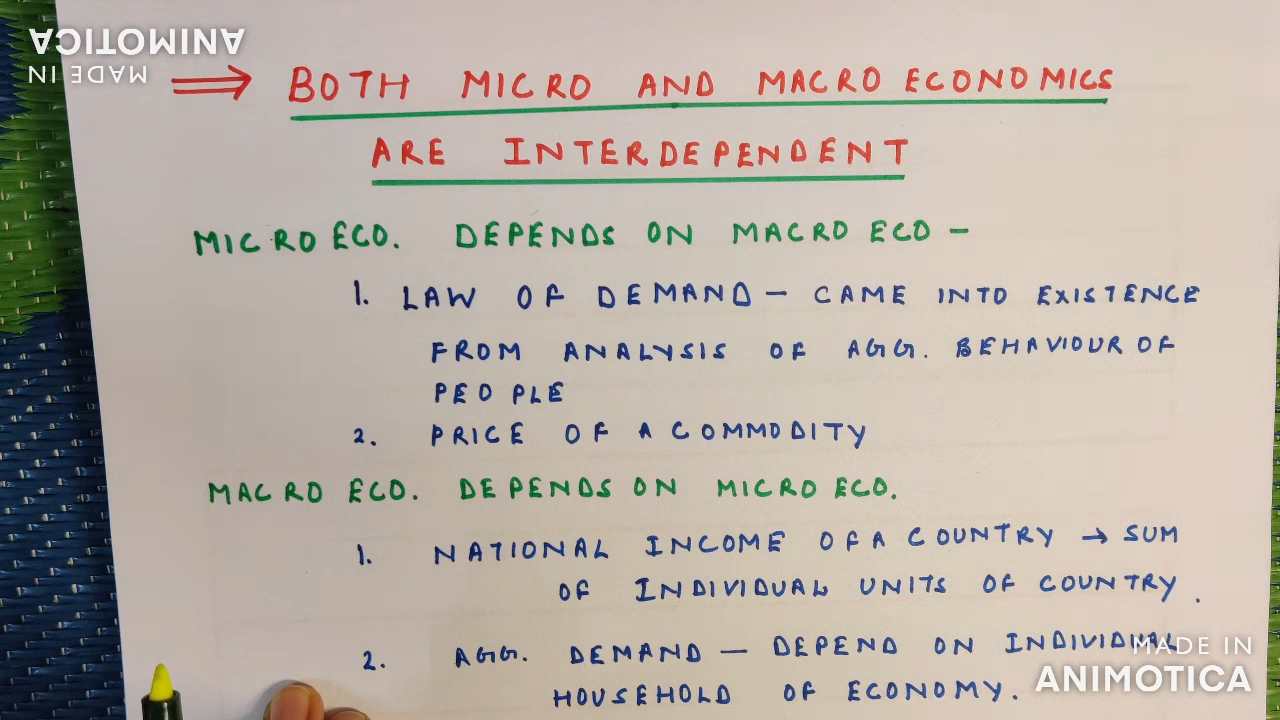 MADE IN
ANIMOTICA
⇒ BOTH MICRO AND MACRO ECONOMICS
ARE INTERDEPENDENT
MICRO ECO. DEPENDS ON MACRO ECO –
1. LAW OF DEMAND – CAME INTO EXISTENCE
FROM ANALYSIS OF AGG. BEHAVIOUR OF
PEOPLE
2. PRICE OF A COMMODITY
MACRO ECO. DEPENDS ON MICRO ECO.
1. NATIONAL INCOME OF A COUNTRY → SUM
OF INDIVIDUAL UNITS OF COUNTRY.
2. AGG. DEMAND – DEPEND ON INDIVIDUAL
HOUSEHOLD OF ECONOMY.
MADE IN
ANIMOTICA